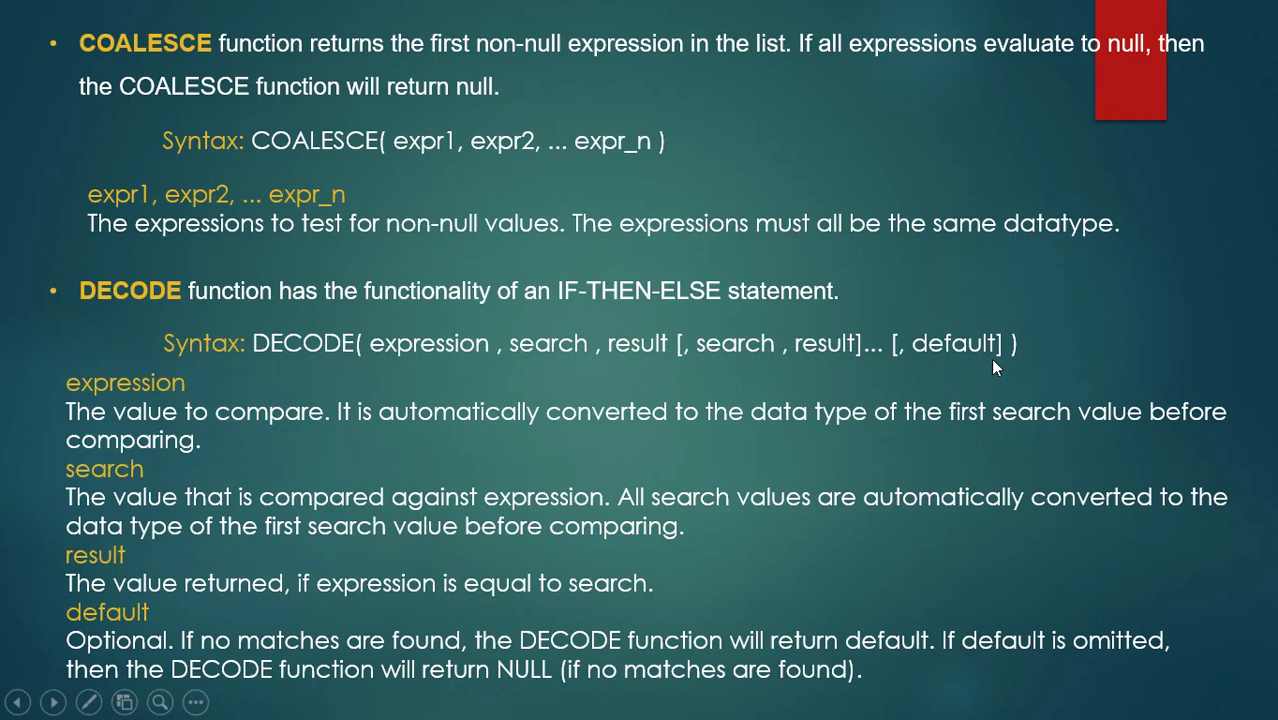 • COALESCE function returns the first non-null expression in the list. If all expressions evaluate to null, then
the COALESCE function will return null.
Syntax: COALESCE( expr1, expr2, ... expr_n )
expr1, expr2, ... expr_n
The expressions to test for non-null values. The expressions must all be the same datatype.
• DECODE function has the functionality of an IF-THEN-ELSE statement.
Syntax: DECODE( expression , search , result [, search , result]... [, default] )
expression
The value to compare. It is automatically converted to the data type of the first search value before
comparing.
search
The value that is compared against expression. All search values are automatically converted to the
data type of the first search value before comparing.
result
The value returned, if expression is equal to search.
default
Optional. If no matches are found, the DECODE function will return default. If default is omitted,
then the DECODE function will return NULL (if no matches are found).